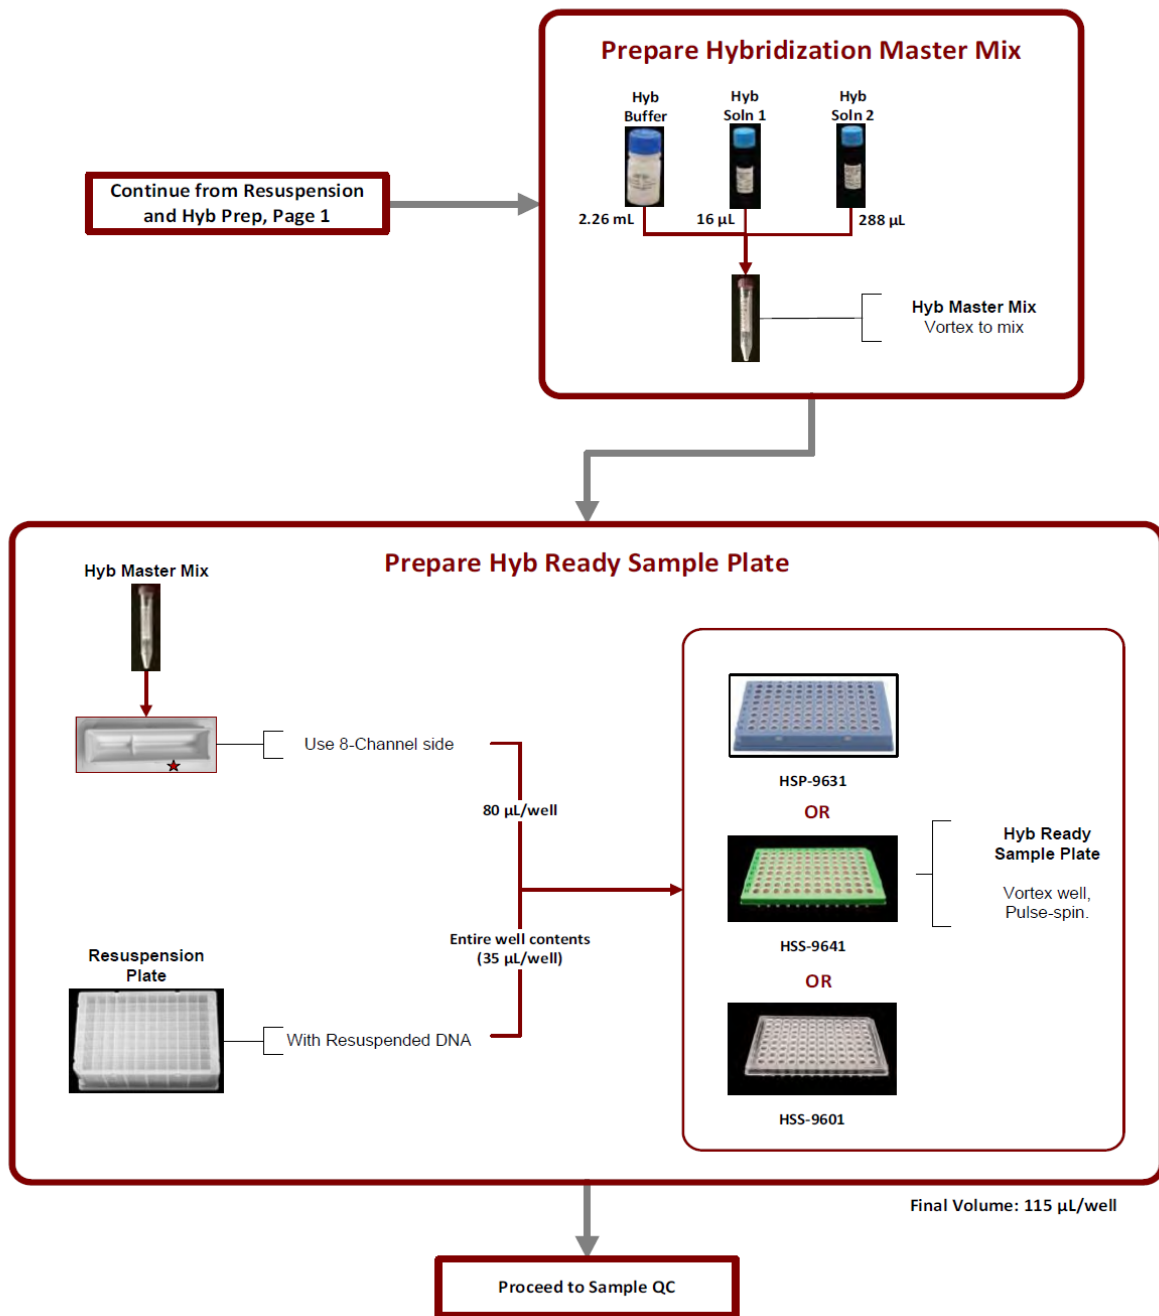 Prepare Hybridization Master Mix
Hyb
Buffer
Hyb
Soln 1
Hyb
Soln 2
Continue from Resuspension
and Hyb Prep, Page 1
2.26 mL
16 µL
288 µL
Hyb Master Mix
Vortex to mix
Prepare Hyb Ready Sample Plate
Hyb Master Mix
Use 8-Channel side
80 µL/well
HSP-9631
OR
Hyb Ready
Sample Plate
Vortex well,
Pulse-spin.
HSS-9641
Entire well contents
(35 µL/well)
Resuspension
Plate
OR
With Resuspended DNA
HSS-9601
Final Volume: 115 µL/well
Proceed to Sample QC